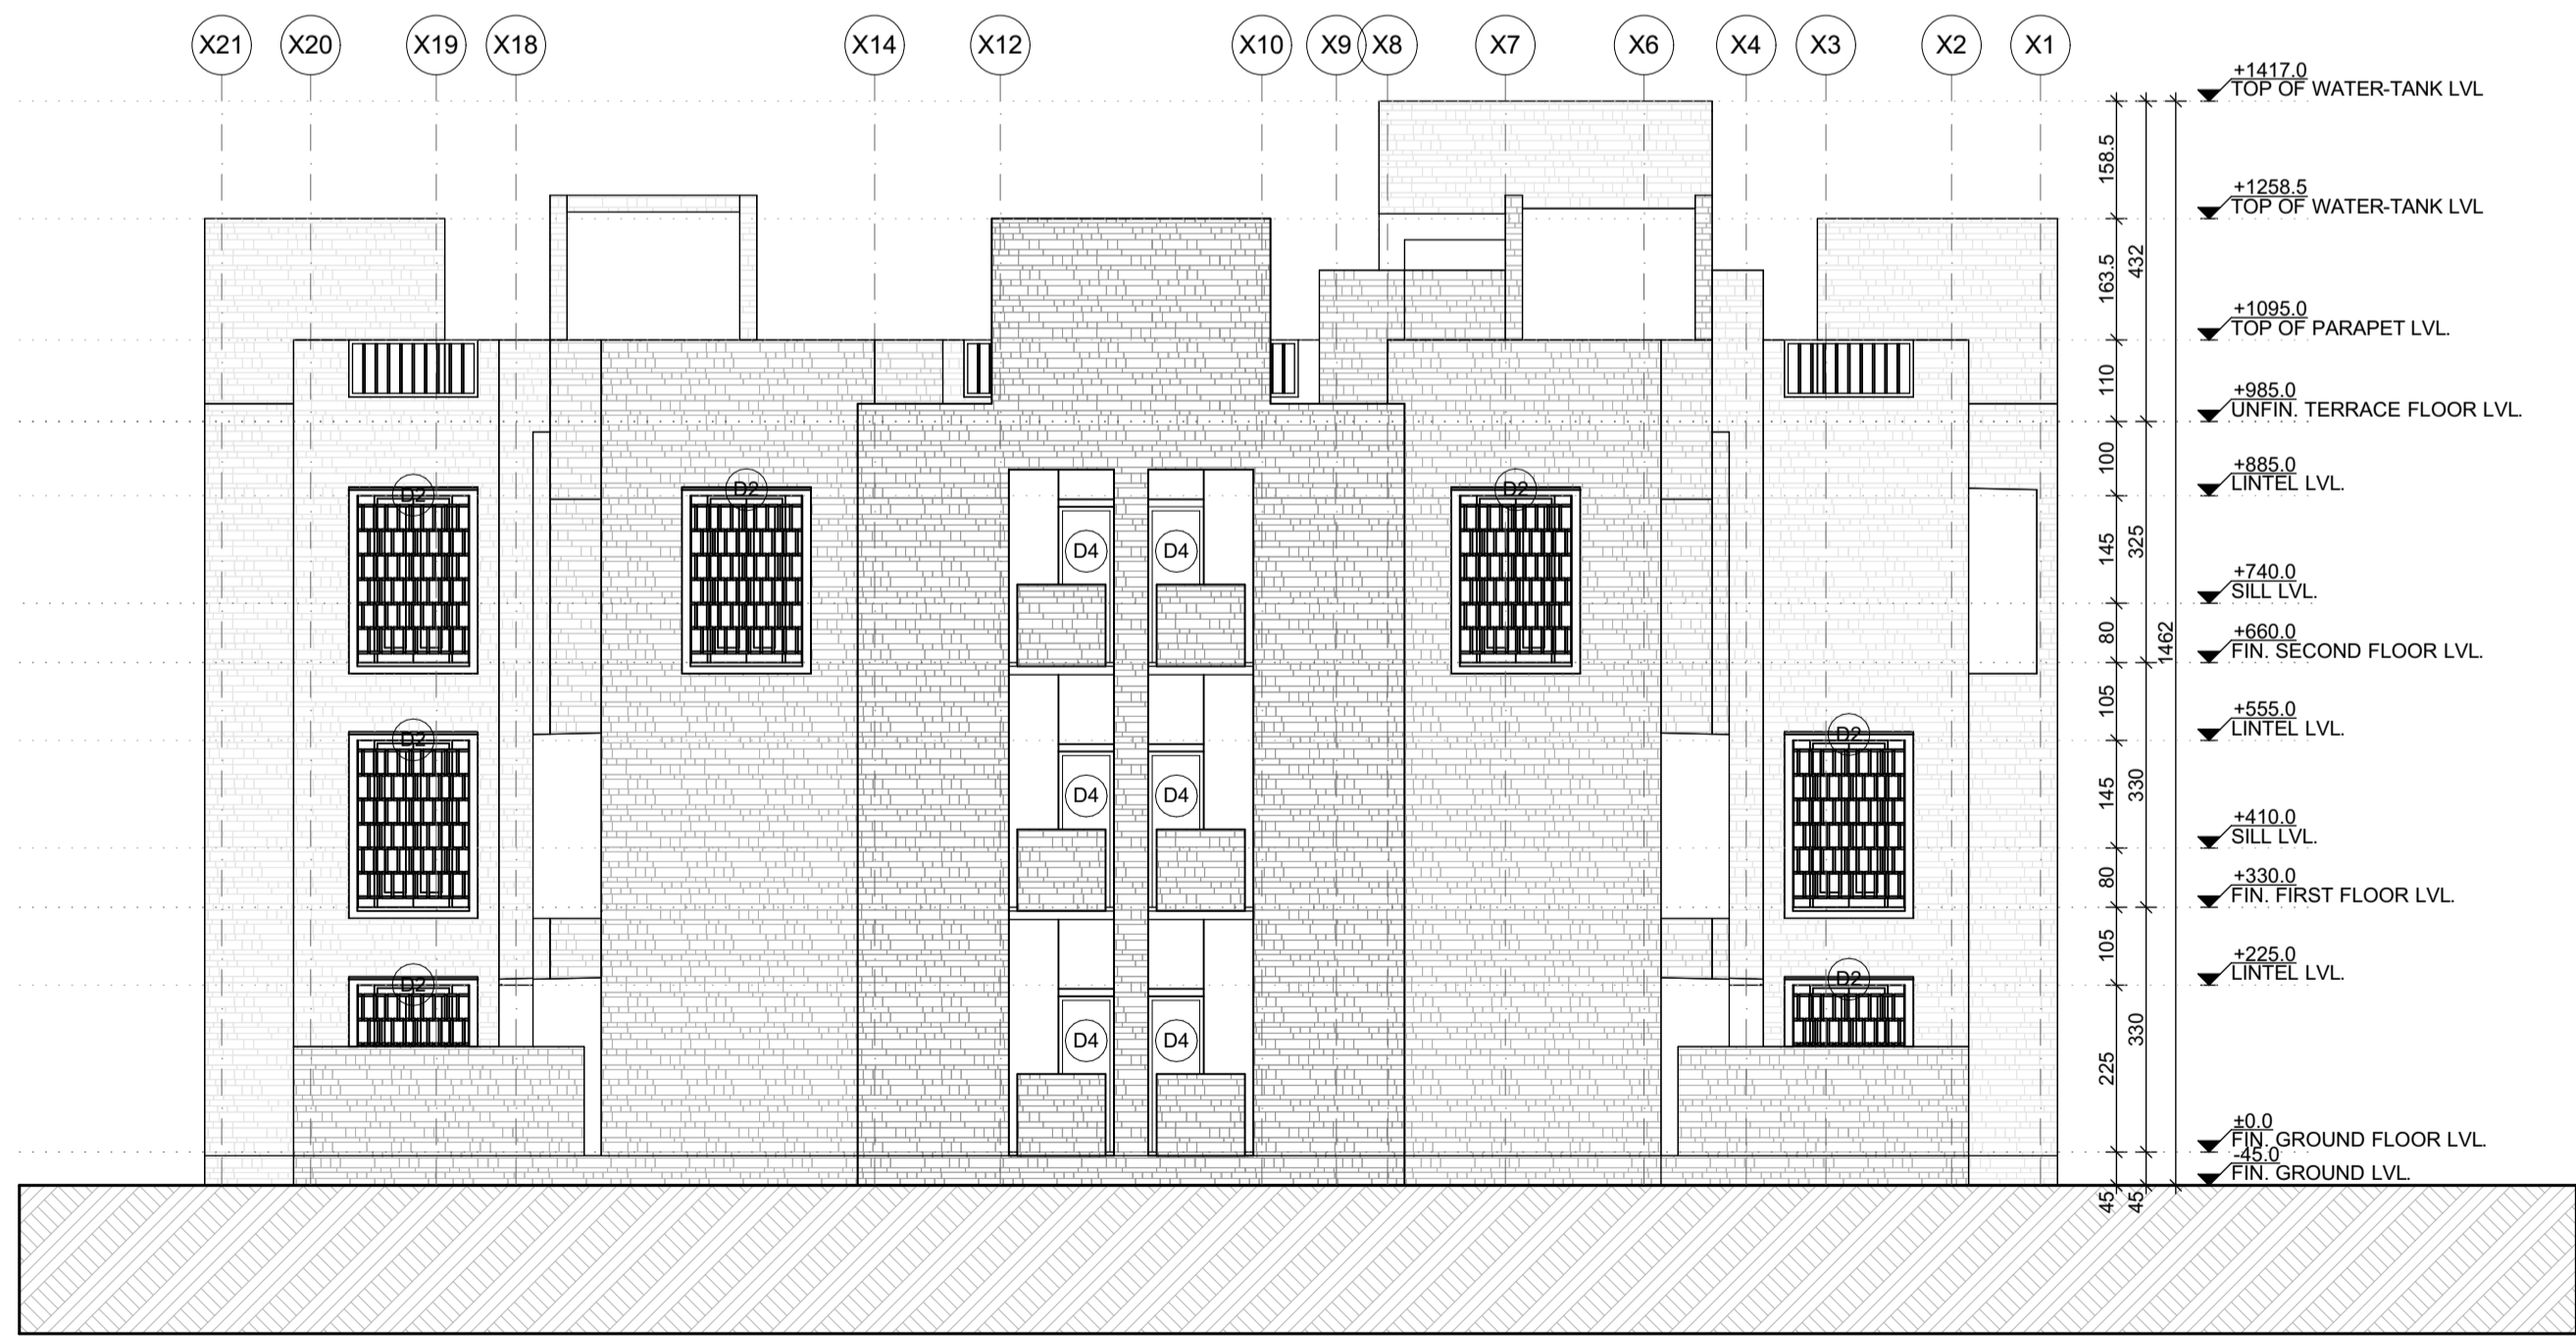 X21 X20 X19 X18 X14 X12 X10 X9 X8 X7 X6 X4 X3 X2 X1
+1417.0
TOP OF WATER-TANK LVL
158.5
+1258.5
TOP OF WATER-TANK LVL
163.5
432
+1095.0
TOP OF PARAPET LVL.
110
+985.0
UNFIN. TERRACE FLOOR LVL.
100
+885.0
LINTEL LVL.
D2 D2 D2
D4 D4
145
325
+740.0
SILL LVL.
80
1462
+660.0
FIN. SECOND FLOOR LVL.
105
+555.0
LINTEL LVL.
D2 D2
D4 D4
145
330
+410.0
SILL LVL.
80
+330.0
FIN. FIRST FLOOR LVL.
105
+225.0
LINTEL LVL.
D2 D2
D4 D4
225
330
±0.0
FIN. GROUND FLOOR LVL.
-45.0
FIN. GROUND LVL.
45
45